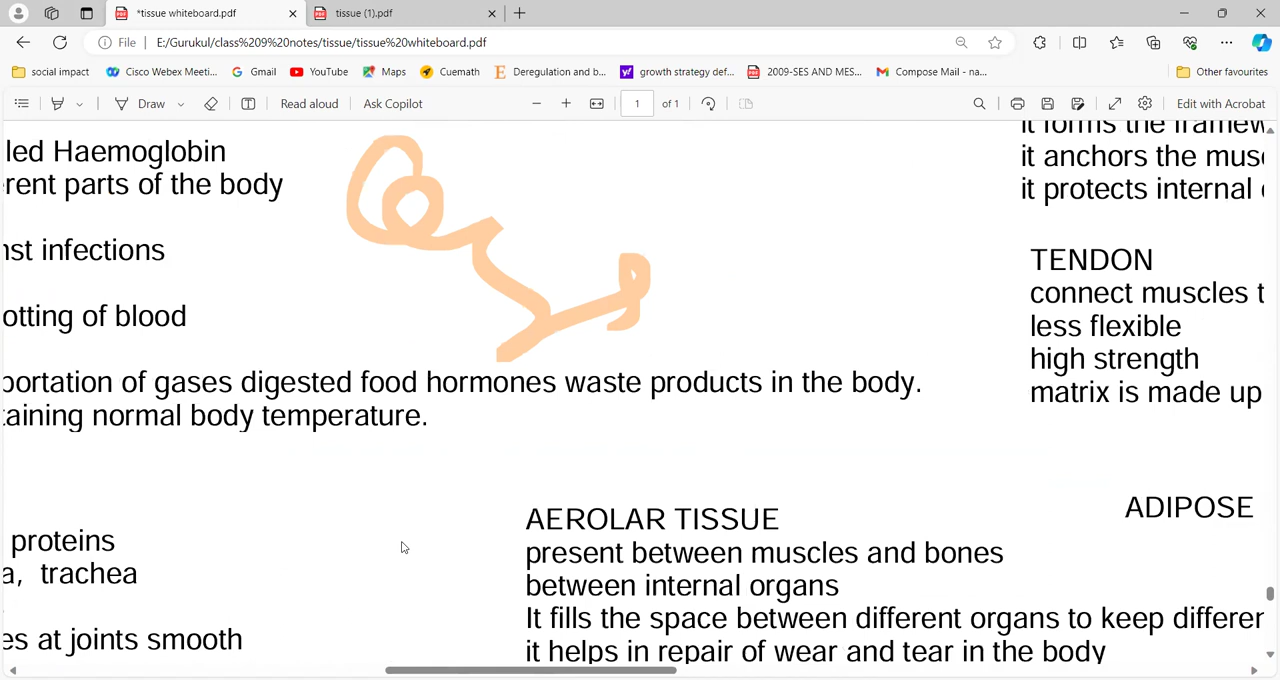 *tissue whiteboard.pdf
tissue (1).pdf
File E:/Gurukul/class%209%20notes/tissue/tissue%20whiteboard.pdf
social impact Cisco Webex Meeti... Gmail YouTube Maps Cuemath Deregulation and b... growth strategy def... 2009-SES AND MES... Compose Mail - na... Other favourites
Draw Read aloud Ask Copilot 1 of 1 Edit with Acrobat
led Haemoglobin
rent parts of the body
nst infections
otting of blood
portation of gases digested food hormones waste products in the body.
taining normal body temperature.
it forms the framew
it anchors the mus
it protects internal
TENDON
connect muscles t
less flexible
high strength
matrix is made up
proteins
a, trachea
es at joints smooth
AEROLAR TISSUE
present between muscles and bones
between internal organs
It fills the space between different organs to keep differer
it helps in repair of wear and tear in the body
ADIPOSE